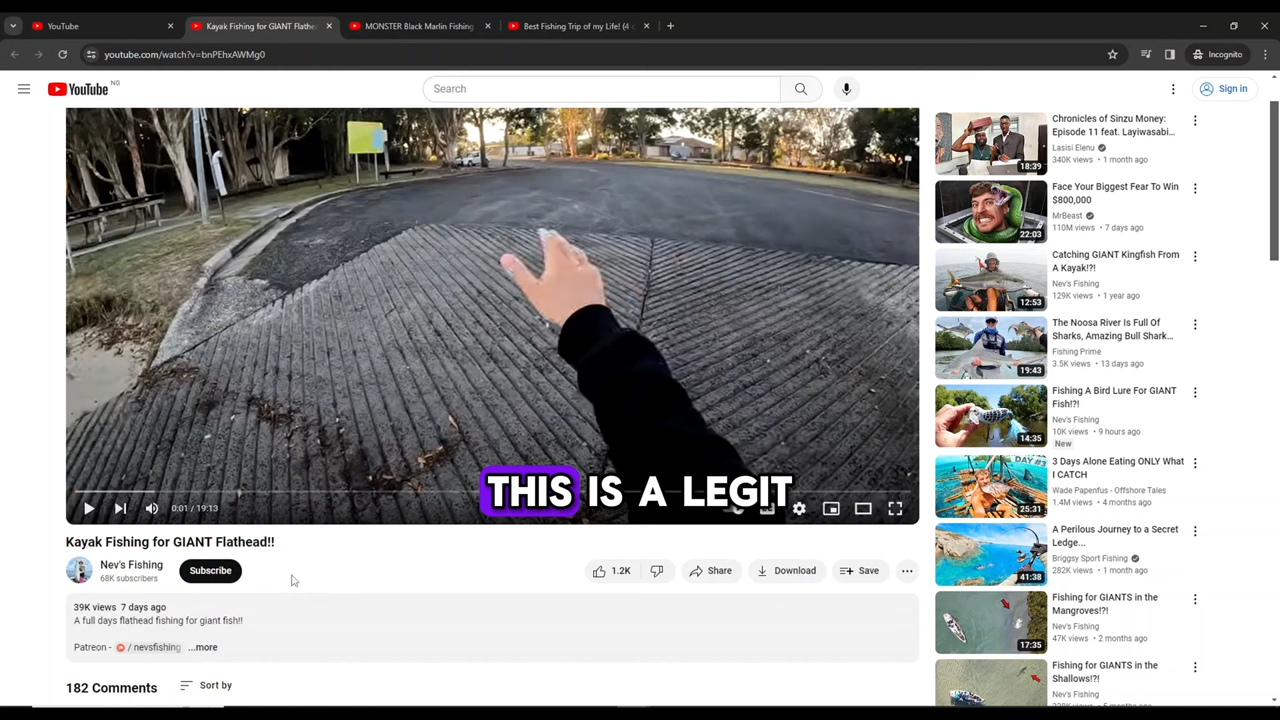 YouTube
Kayak Fishing for GIANT Flathe
MONSTER Black Marlin Fishing
Best Fishing Trip of my Life! (4
youtube.com/watch?v=bnPEhxAWMg0
Incognito
YouTube NG
Search
Sign in
THIS IS A LEGIT
0:01 / 19:13
Kayak Fishing for GIANT Flathead!!
Nev's Fishing
68K subscribers
Subscribe
1.2K
Share
Download
Save
39K views 7 days ago
A full days flathead fishing for giant fish!!
Patreon - / nevsfishing ...more
182 Comments
Sort by
18:39
Chronicles of Sinzu Money:
Episode 11 feat. Layiwasabi...
Lasisi Elenu
340K views • 1 month ago
22:03
Face Your Biggest Fear To Win
$800,000
MrBeast
110M views • 7 days ago
12:53
Catching GIANT Kingfish From
A Kayak!?!
Nev's Fishing
129K views • 1 year ago
19:43
The Noosa River Is Full Of
Sharks, Amazing Bull Shark...
Fishing Prime
3.5K views • 13 days ago
14:35
Fishing A Bird Lure For GIANT
Fish!?!
Nev's Fishing
10K views • 9 hours ago
New
DAY #3
25:31
3 Days Alone Eating ONLY What
I CATCH
Wade Papenfus - Offshore Tales
1.4M views • 4 months ago
41:38
A Perilous Journey to a Secret
Ledge...
Briggsy Sport Fishing
282K views • 1 month ago
17:35
Fishing for GIANTS in the
Mangroves!?!
Nev's Fishing
47K views • 2 months ago
Fishing for GIANTS in the
Shallows!?!
Nev's Fishing